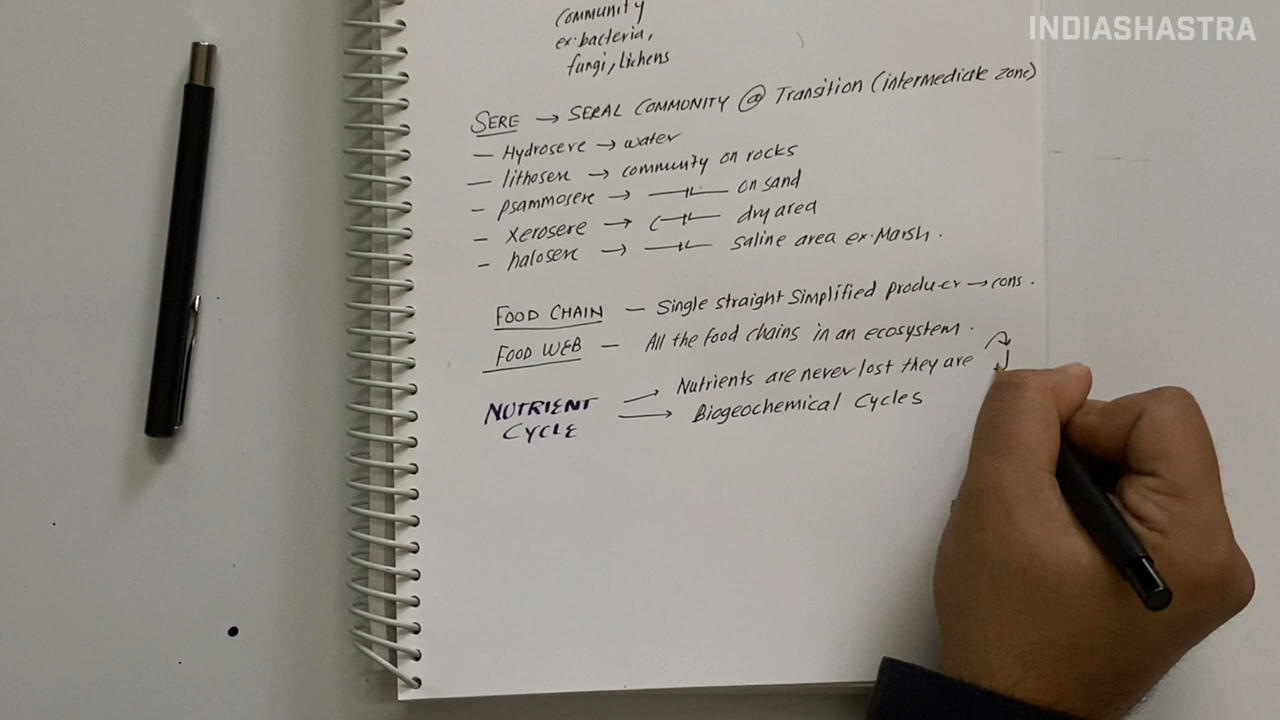 INDIASHASTRA
Community
ex. bacteria,
fungi, lichens
SERE → SERAL COMMUNITY @ Transition (intermediate zone)
— Hydrosere → water
— lithosere → community on rocks
- psammosere → —||— on sand
- xerosere → (—||— dry area
- halosere → —||— saline area ex. Marsh.
FOOD CHAIN — Single straight simplified producer → cons.
FOOD WEB — All the food chains in an ecosystem.
NUTRIENT CYCLE → Nutrients are never lost they are
→ Biogeochemical Cycles